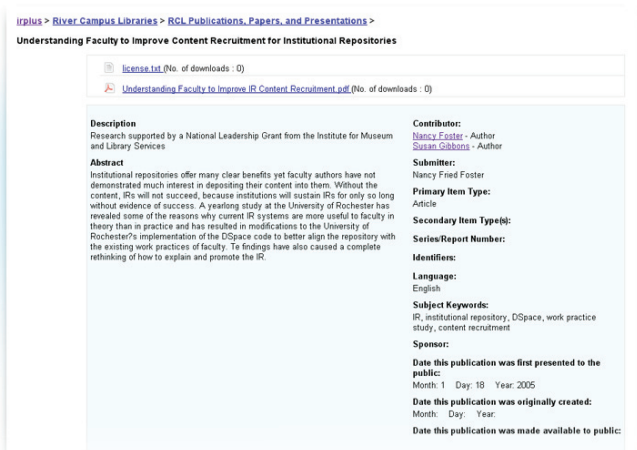 irplus > River Campus Libraries > RCL Publications, Papers, and Presentations >
Understanding Faculty to Improve Content Recruitment for Institutional Repositories
license.txt (No. of downloads : 0)
Understanding Faculty to Improve IR Content Recruitment.pdf (No. of downloads : 0)
Description
Research supported by a National Leadership Grant from the Institute for Museum
and Library Services
Abstract
Institutional repositories offer many clear benefits yet faculty authors have not
demonstrated much interest in depositing their content into them. Without the
content, IRs will not succeed, because institutions will sustain IRs for only so long
without evidence of success. A yearlong study at the University of Rochester has
revealed some of the reasons why current IR systems are more useful to faculty in
theory than in practice and has resulted in modifications to the University of
Rochester?s implementation of the DSpace code to better align the repository with
the existing work practices of faculty. Te findings have also caused a complete
rethinking of how to explain and promote the IR.
Contributor:
Nancy Foster - Author
Susan Gibbons - Author
Submitter:
Nancy Fried Foster
Primary Item Type:
Article
Secondary Item Type(s):
Series/Report Number:
Identifiers:
Language:
English
Subject Keywords:
IR, institutional repository, DSpace, work practice
study, content recruitment
Sponsor:
Date this publication was first presented to the
public:
Month: 1 Day: 18 Year: 2005
Date this publication was originally created:
Month: Day: Year:
Date this publication was made available to public: